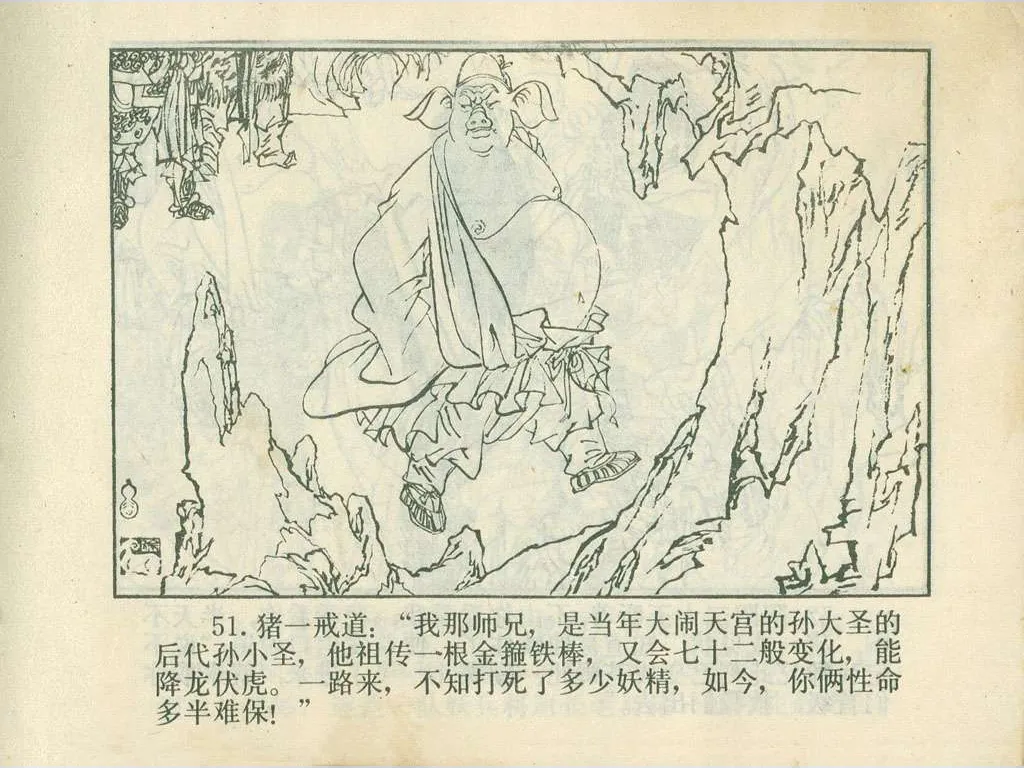 51. 猪一戒道：“我那师兄，是当年大闹天宫的孙大圣的
后代孙小圣，他祖传一根金箍铁棒，又会七十二般变化，能
降龙伏虎。一路来，不知打死了多少妖精，如今，你俩性命
多半难保！”